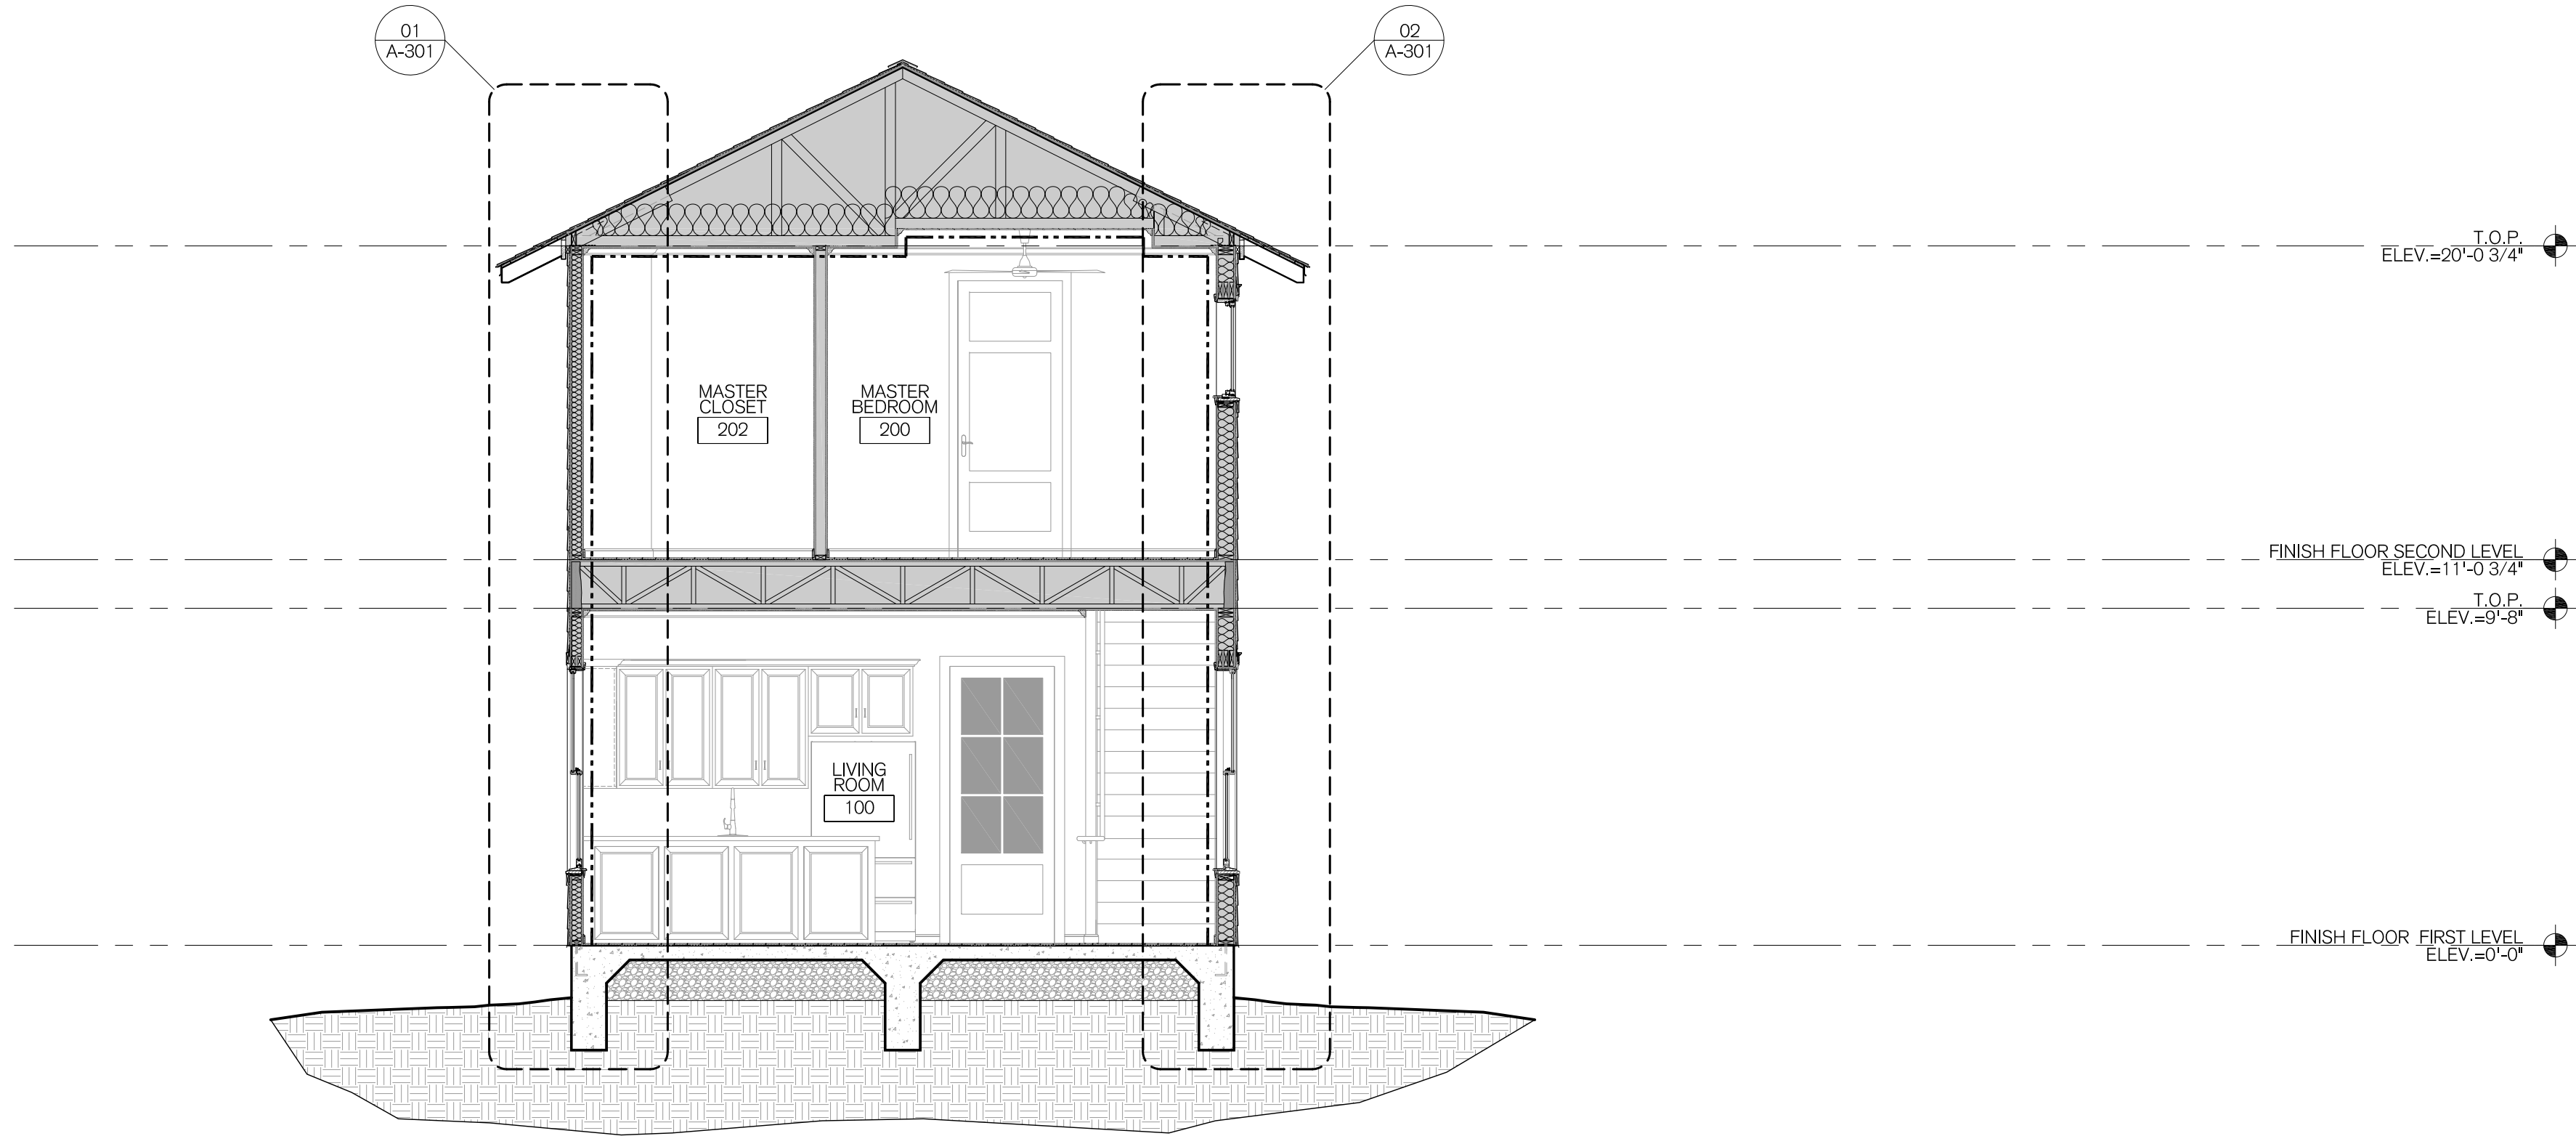 01
A-301
02
A-301
T.O.P.
ELEV.=20'-0 3/4"
MASTER
CLOSET
202
MASTER
BEDROOM
200
FINISH FLOOR SECOND LEVEL
ELEV.=11'-0 3/4"
T.O.P.
ELEV.=9'-8"
LIVING
ROOM
100
FINISH FLOOR FIRST LEVEL
ELEV.=0'-0"